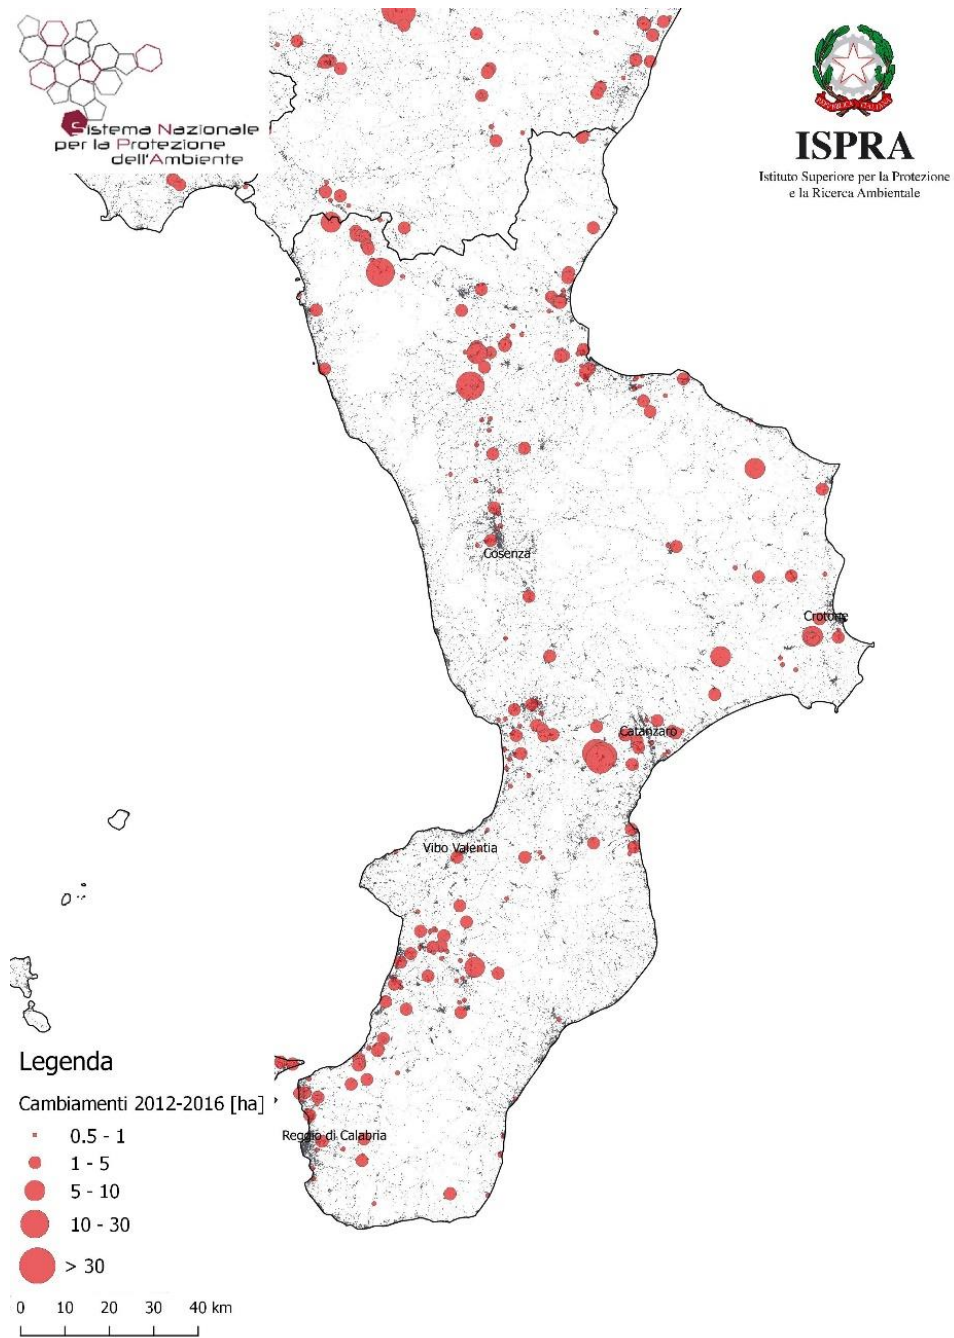 Sistema Nazionale
per la Protezione
dell'Ambiente
REPVBBLICA ITALIANA
ISPRA
Istituto Superiore per la Protezione
e la Ricerca Ambientale
Cosenza
Crotone
Catanzaro
Vibo Valentia
Reggio di Calabria
Legenda
Cambiamenti 2012-2016 [ha]
0.5 - 1
1 - 5
5 - 10
10 - 30
> 30
0 10 20 30 40 km